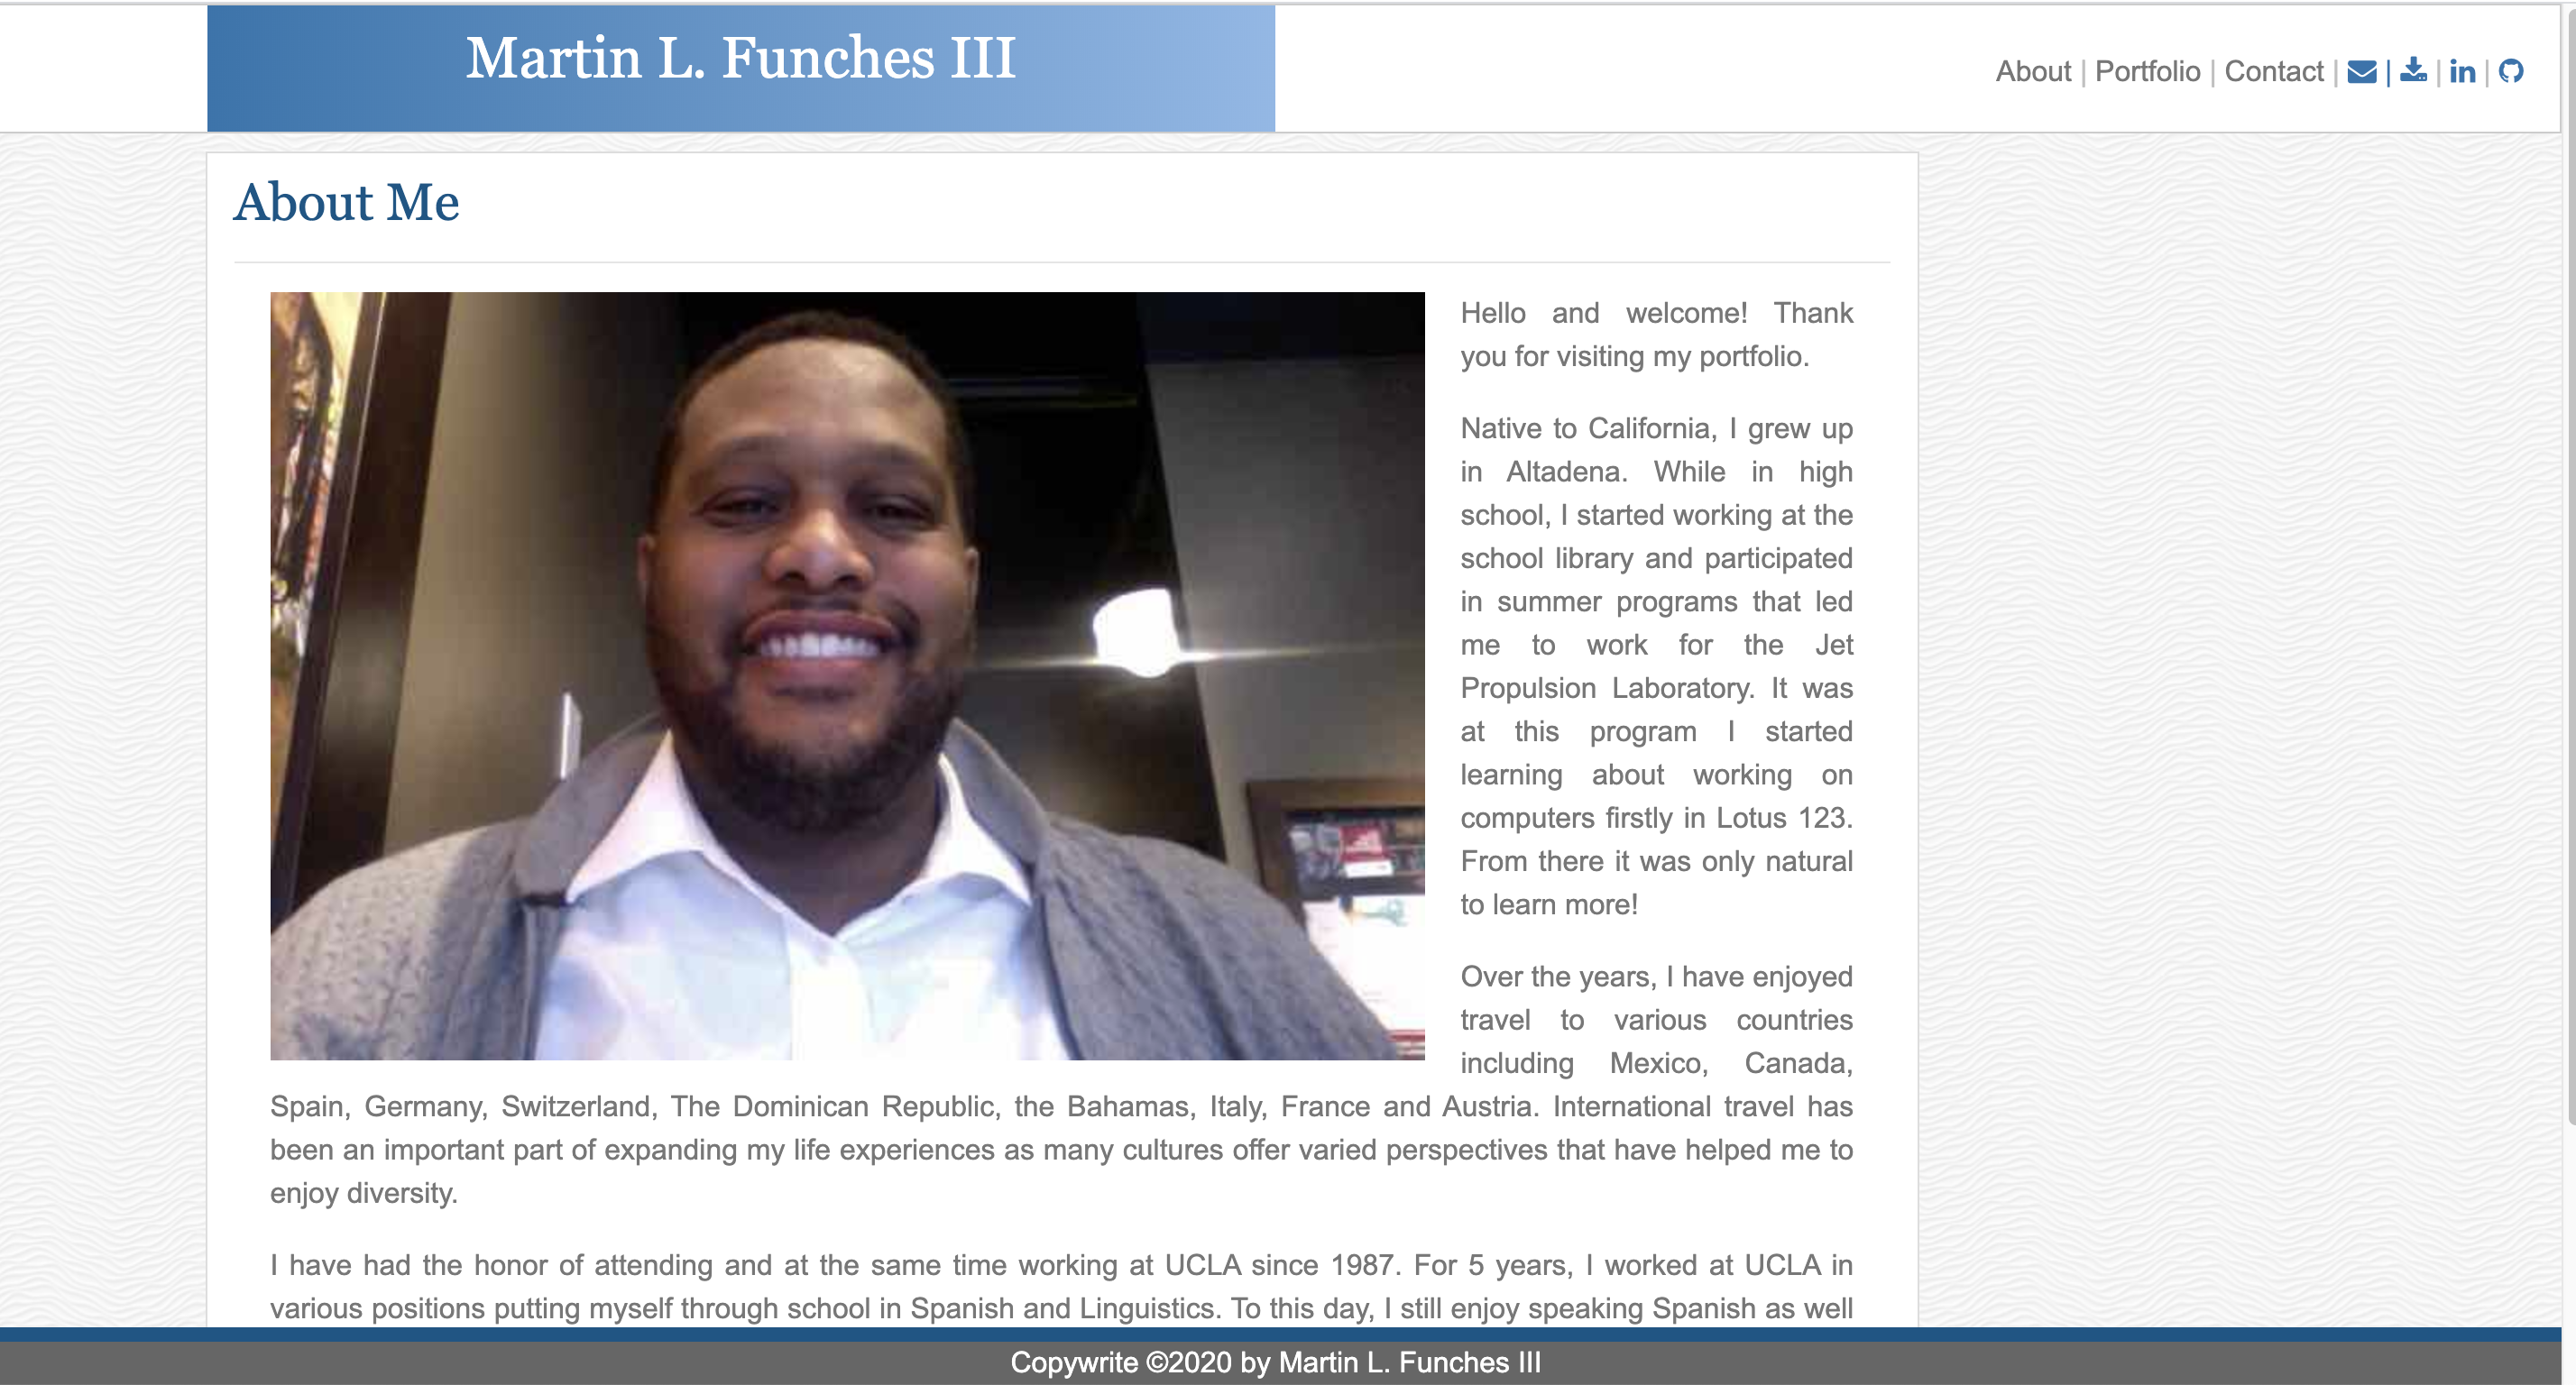 Martin L. Funches III
About | Portfolio | Contact | | | in |
About Me
Hello and welcome! Thank
you for visiting my portfolio.
Native to California, I grew up
in Altadena. While in high
school, I started working at the
school library and participated
in summer programs that led
me to work for the Jet
Propulsion Laboratory. It was
at this program I started
learning about working on
computers firstly in Lotus 123.
From there it was only natural
to learn more!
Over the years, I have enjoyed
travel to various countries
including Mexico, Canada,
Spain, Germany, Switzerland, The Dominican Republic, the Bahamas, Italy, France and Austria. International travel has
been an important part of expanding my life experiences as many cultures offer varied perspectives that have helped me to
enjoy diversity.
I have had the honor of attending and at the same time working at UCLA since 1987. For 5 years, I worked at UCLA in
various positions putting myself through school in Spanish and Linguistics. To this day, I still enjoy speaking Spanish as well
Copywrite ©2020 by Martin L. Funches III